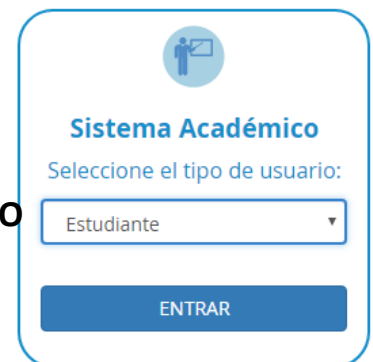 Sistema Académico
Seleccione el tipo de usuario:
o
Estudiante
ENTRAR